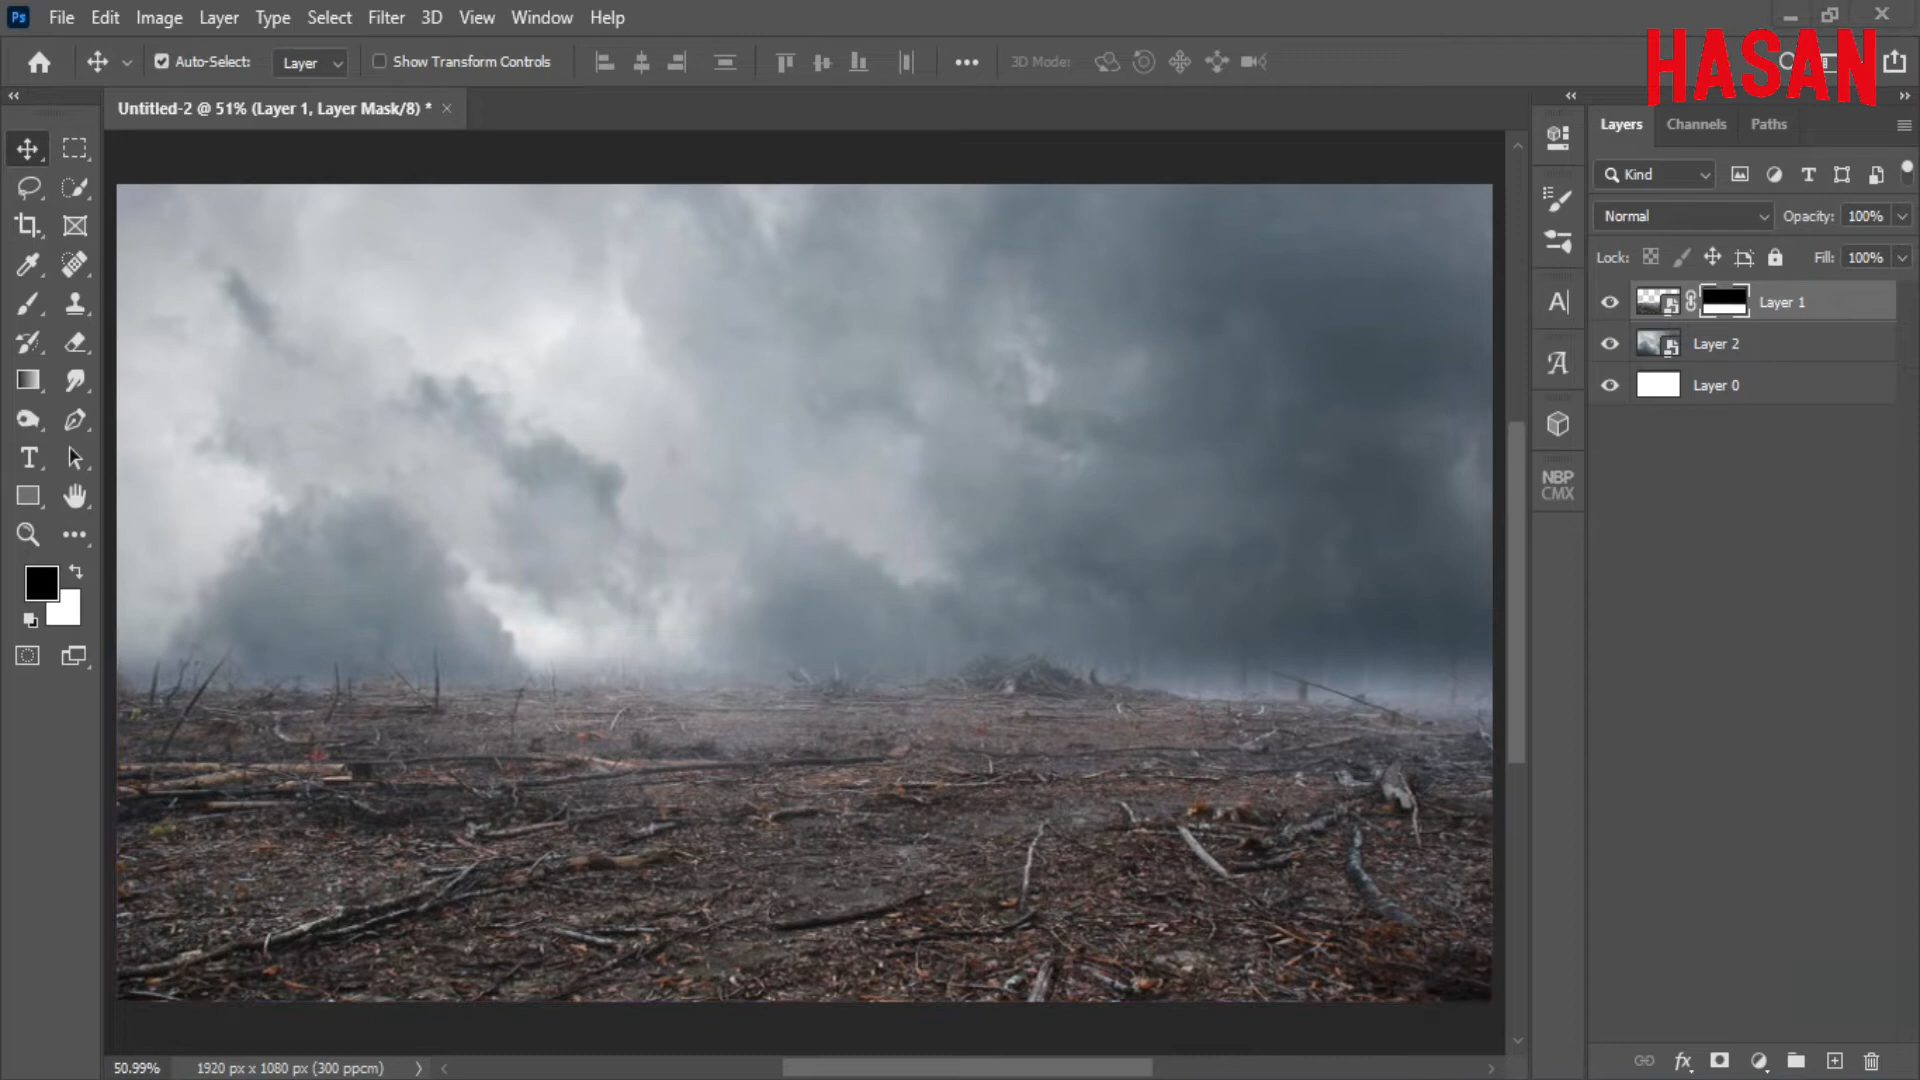 Ps File Edit Image Layer Type Select Filter 3D View Window Help
Auto-Select: Layer Show Transform Controls 3D Mode:
HASAN
Untitled-2 @ 51% (Layer 1, Layer Mask/8) *
Layers Channels Paths
Kind
Normal Opacity: 100%
Lock: Fill: 100%
Layer 1
Layer 2
Layer 0
NBP
CMX
50.99% 1920 px x 1080 px (300 ppcm)